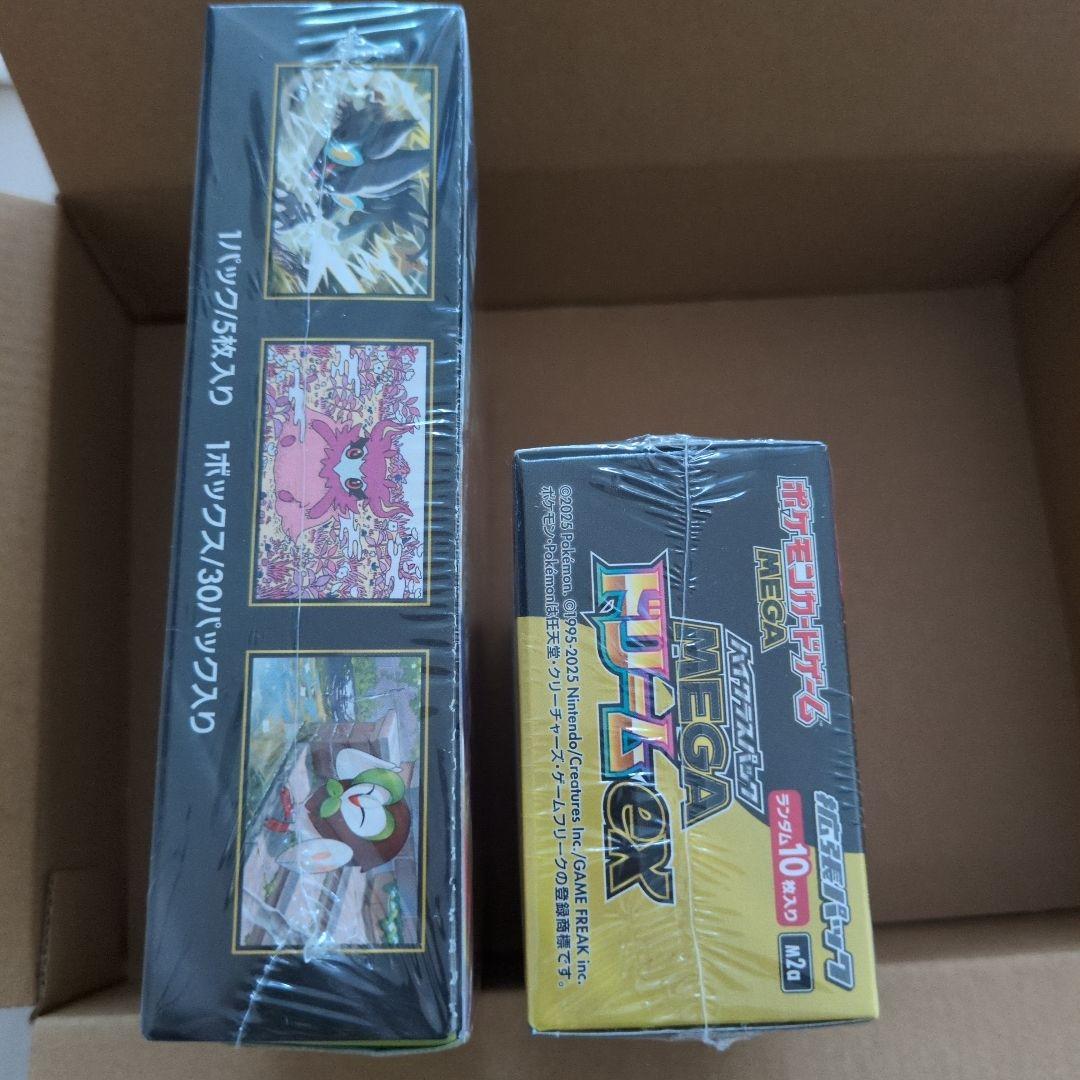 1パック/5枚入り 1ボックス/30パック入り
ポケモンカードゲーム
MEGA
ハイクラスパック
MEGA
ドリームex
拡張パック
ランダム10枚入り
M2a
©2025 Pokémon. ©1995-2025 Nintendo/Creatures Inc./GAME FREAK inc.
ポケモン・Pokémonは任天堂・クリーチャーズ・ゲームフリークの登録商標です。